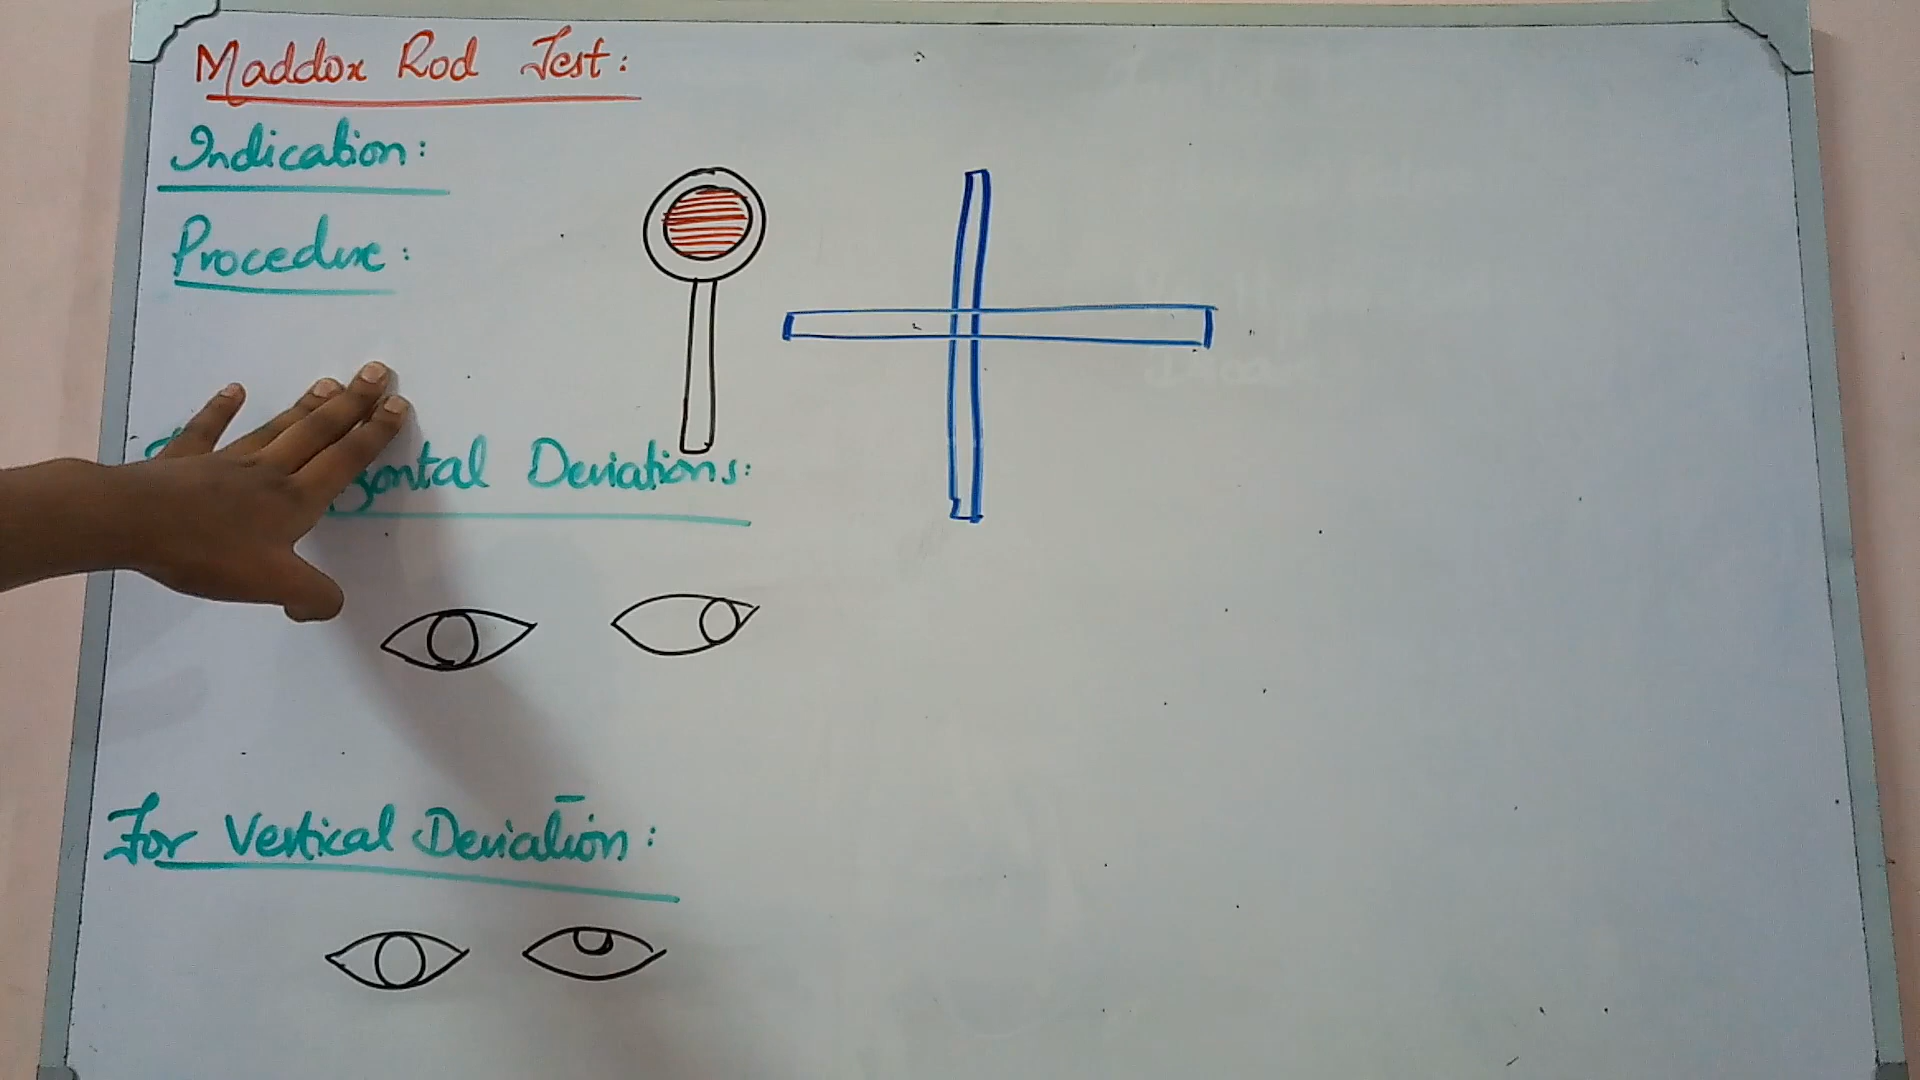 Maddox Rod Test:
Indication:
Procedure:
Deviations:
For Vertical Deviation: